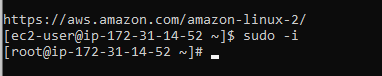 https://aws.amazon.com/amazon-linux-2/
[ec2-user@ip-172-31-14-52 ~]$ sudo -i
[root@ip-172-31-14-52 ~]# _